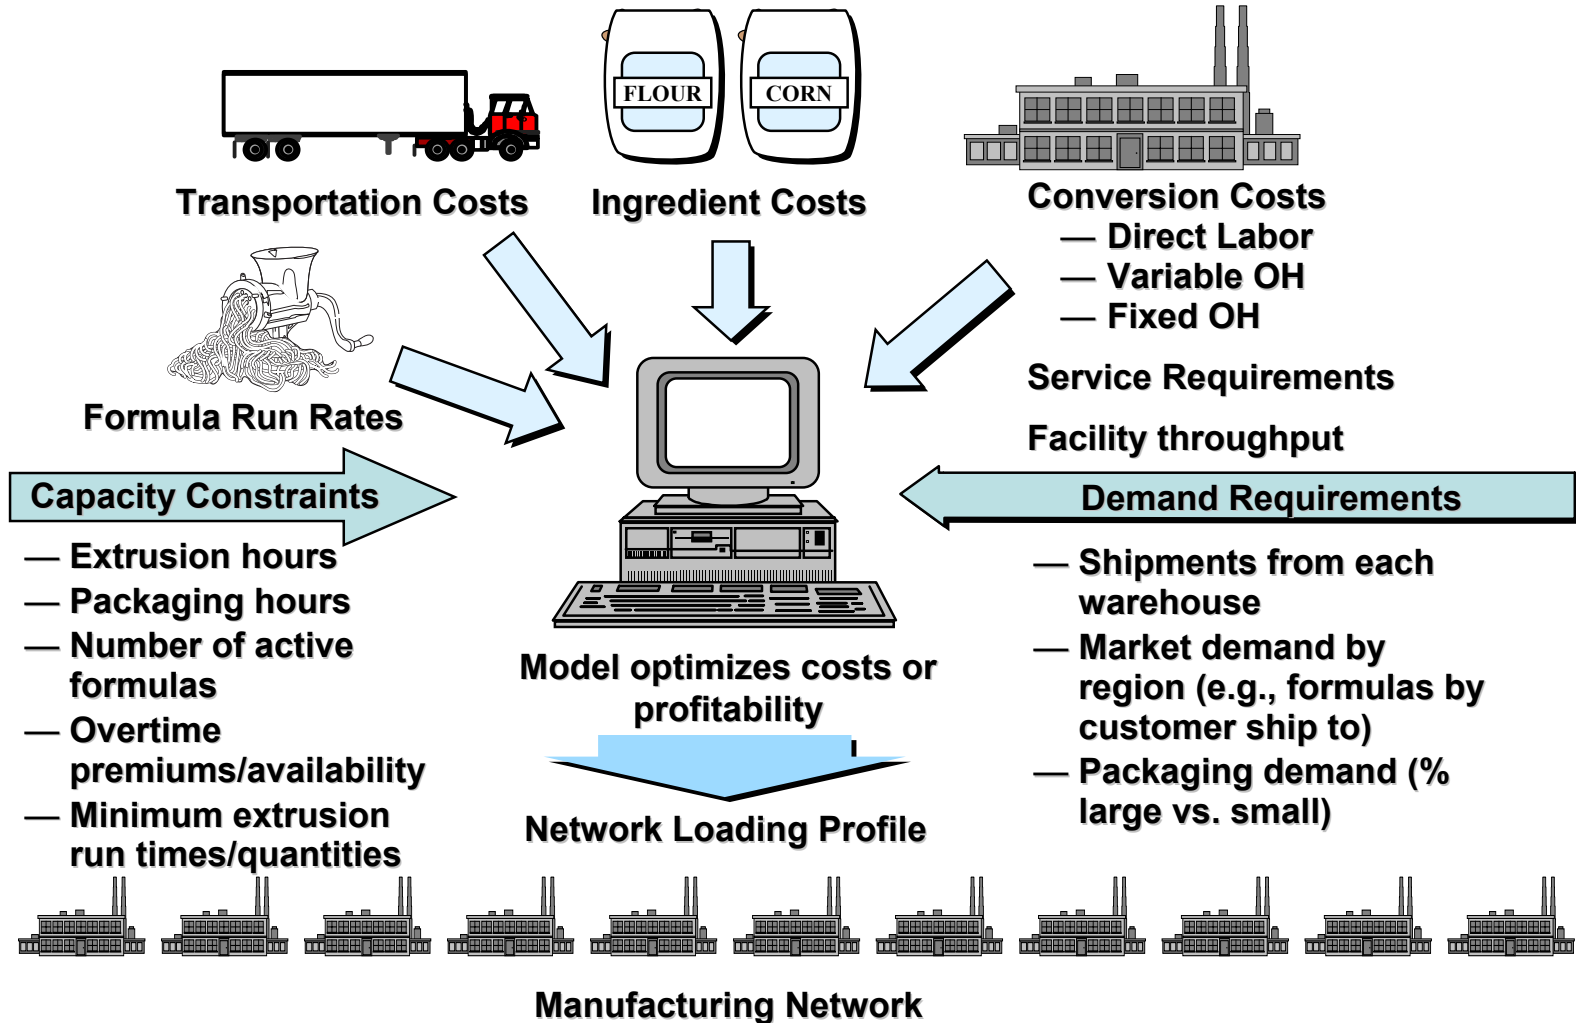 FLOUR
CORN
Transportation Costs
Ingredient Costs
Conversion Costs
— Direct Labor
— Variable OH
— Fixed OH
Formula Run Rates
Service Requirements
Facility throughput
Capacity Constraints
— Extrusion hours
— Packaging hours
— Number of active
formulas
— Overtime
premiums/availability
— Minimum extrusion
run times/quantities
Demand Requirements
— Shipments from each
warehouse
— Market demand by
region (e.g., formulas by
customer ship to)
— Packaging demand (%
large vs. small)
Model optimizes costs or
profitability
Network Loading Profile
Manufacturing Network